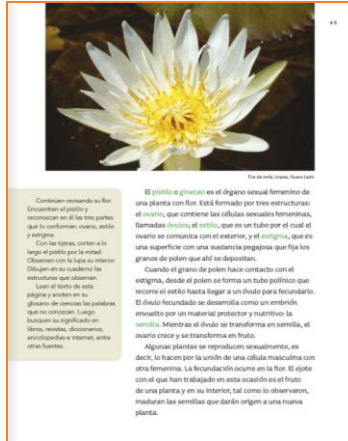 45
Flor de ninfa, Linares, Nuevo León.
Continúen revisando su flor.
Encuentren el pistilo y
reconozcan en él las tres partes
que lo conforman: ovario, estilo
y estigma.
Con las tijeras, corten a lo
largo el pistilo por la mitad.
Observen con la lupa su interior.
Dibujen en su cuaderno las
estructuras que observan.
Lean el texto de esta
página y anoten en su
glosario de ciencias las palabras
que no conozcan. Luego
busquen su significado en
libros, revistas, diccionarios,
enciclopedias e internet, entre
otras fuentes.
El pistilo o gineceo es el órgano sexual femenino de
una planta con flor. Está formado por tres estructuras:
el ovario, que contiene las células sexuales femeninas,
llamadas óvulos; el estilo, que es un tubo por el cual el
ovario se comunica con el exterior, y el estigma, que es
una superficie con una sustancia pegajosa que fija los
granos de polen que ahí se depositan.
Cuando el grano de polen hace contacto con el
estigma, desde el polen se forma un tubo polínico que
recorre el estilo hasta llegar a un óvulo para fecundarlo.
El óvulo fecundado se desarrolla como un embrión
envuelto por un material protector y nutritivo: la
semilla. Mientras el óvulo se transforma en semilla, el
ovario crece y se transforma en fruto.
Algunas plantas se reproducen sexualmente, es
decir, lo hacen por la unión de una célula masculina con
otra femenina. La fecundación ocurre en la flor. El ejote
con el que han trabajado en esta ocasión es el fruto
de una planta y en su interior, tal como lo observaron,
maduran las semillas que darán origen a una nueva
planta.